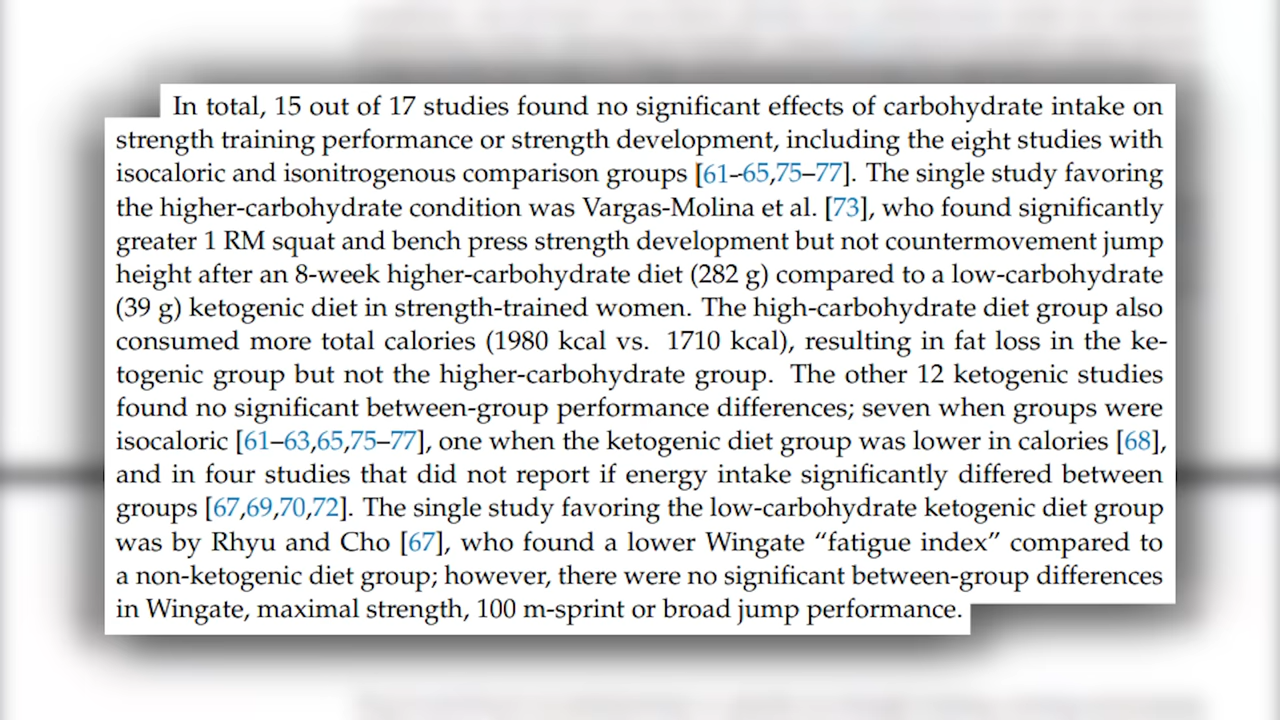 In total, 15 out of 17 studies found no significant effects of carbohydrate intake on
strength training performance or strength development, including the eight studies with
isocaloric and isonitrogenous comparison groups [61–65,75–77]. The single study favoring
the higher-carbohydrate condition was Vargas-Molina et al. [73], who found significantly
greater 1 RM squat and bench press strength development but not countermovement jump
height after an 8-week higher-carbohydrate diet (282 g) compared to a low-carbohydrate
(39 g) ketogenic diet in strength-trained women. The high-carbohydrate diet group also
consumed more total calories (1980 kcal vs. 1710 kcal), resulting in fat loss in the ke-
togenic group but not the higher-carbohydrate group. The other 12 ketogenic studies
found no significant between-group performance differences; seven when groups were
isocaloric [61–63,65,75–77], one when the ketogenic diet group was lower in calories [68],
and in four studies that did not report if energy intake significantly differed between
groups [67,69,70,72]. The single study favoring the low-carbohydrate ketogenic diet group
was by Rhyu and Cho [67], who found a lower Wingate “fatigue index” compared to
a non-ketogenic diet group; however, there were no significant between-group differences
in Wingate, maximal strength, 100 m-sprint or broad jump performance.